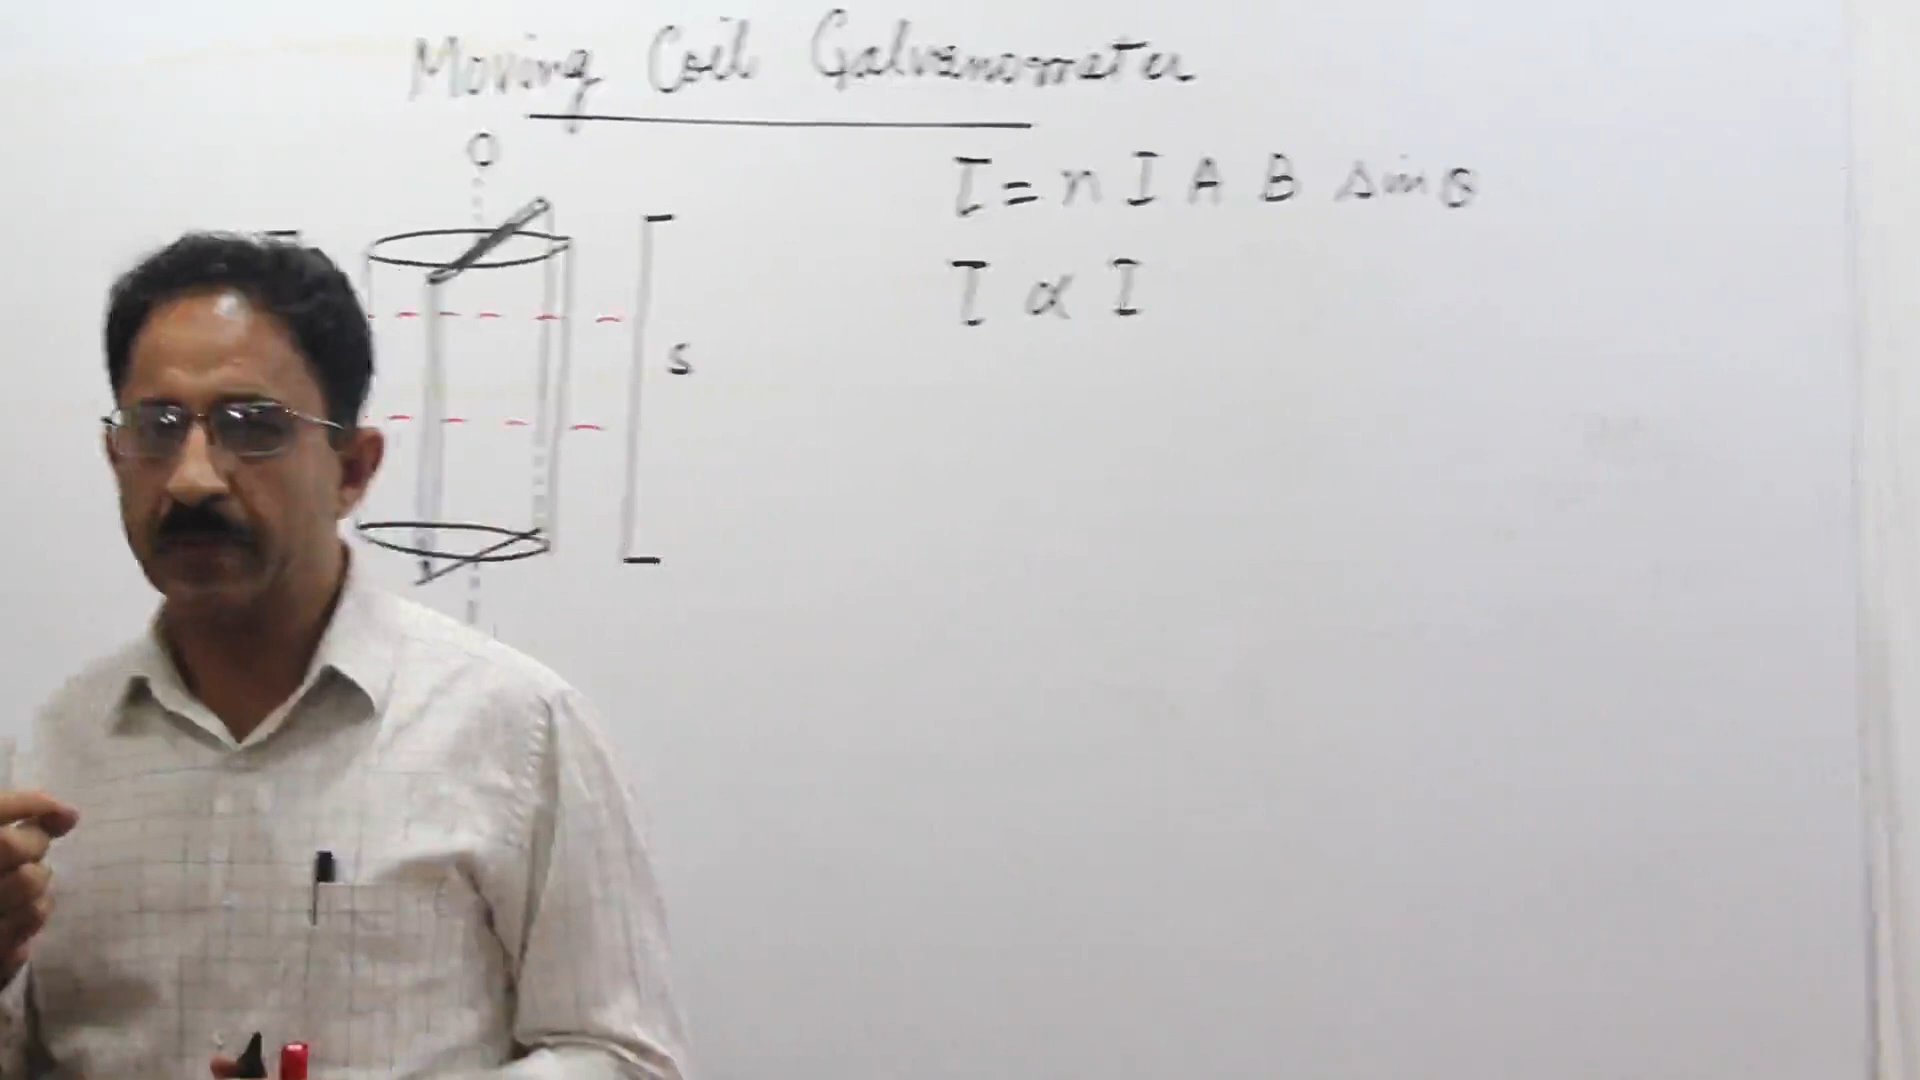 Moving Coil Galvanometer
τ = n I A B sin θ
τ ∝ I
S